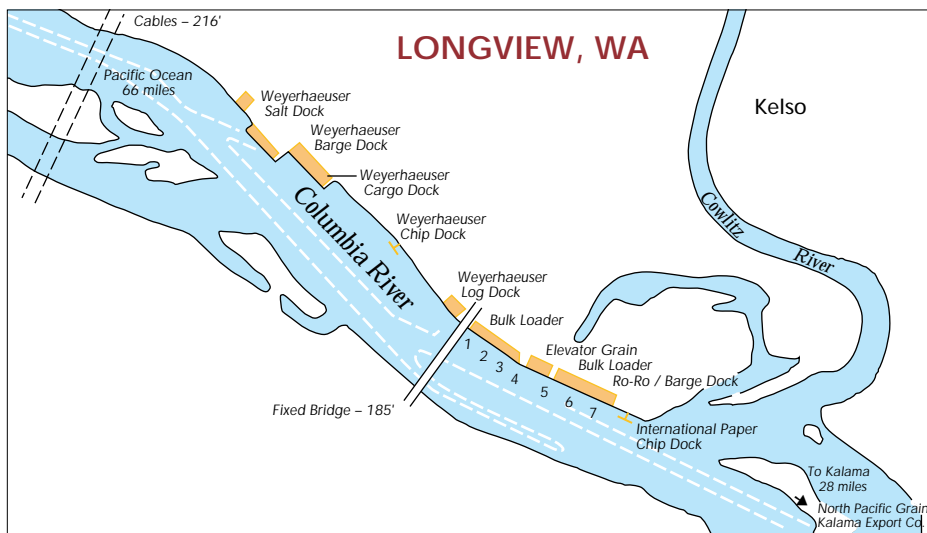 Cables – 216'
LONGVIEW, WA
Pacific Ocean
66 miles
Weyerhaeuser
Salt Dock
Kelso
Weyerhaeuser
Barge Dock
Weyerhaeuser
Cargo Dock
Columbia River
Weyerhaeuser
Chip Dock
Cowlitz
River
Weyerhaeuser
Log Dock
Bulk Loader
1
2
3
4
Elevator Grain
Bulk Loader
Ro-Ro / Barge Dock
5
6
7
Fixed Bridge – 185'
International Paper
Chip Dock
To Kalama
28 miles
North Pacific Grain
Kalama Export Co.